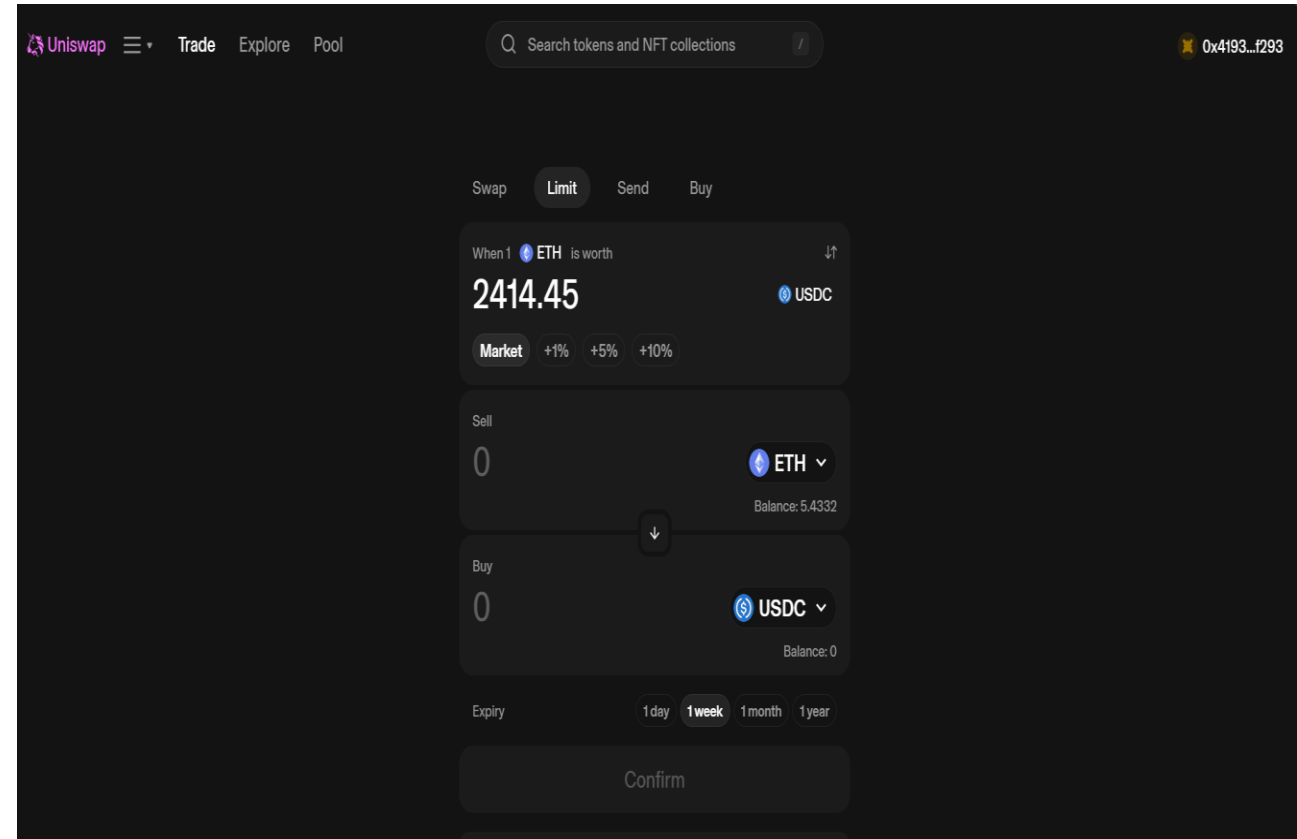 Uniswap Trade Explore Pool Search tokens and NFT collections / 0x4193...f293
Swap Limit Send Buy
When 1 ETH is worth
2414.45 USDC
Market +1% +5% +10%
Sell
0 ETH
Balance: 5.4332
Buy
0 USDC
Balance: 0
Expiry 1 day 1 week 1 month 1 year
Confirm